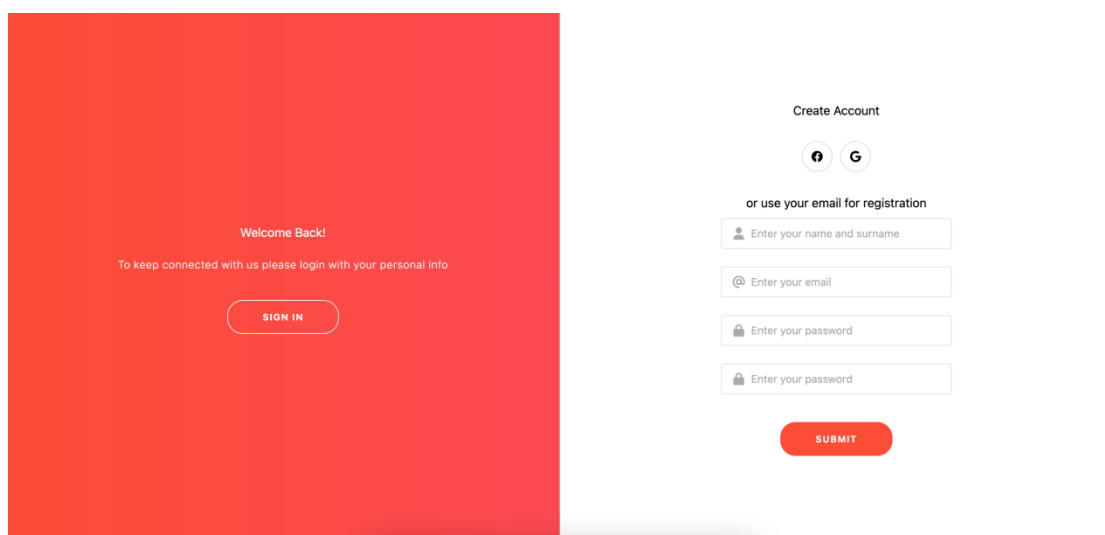 Welcome Back!
To keep connected with us please login with your personal info
SIGN IN
Create Account
or use your email for registration
Enter your name and surname
@ Enter your email
Enter your password
Enter your password
SUBMIT